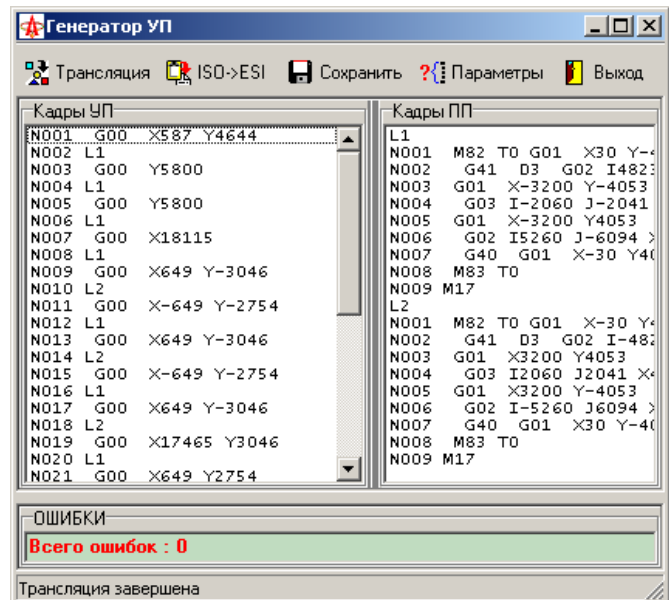 Генератор УП
Трансляция ISO->ESI Сохранить ?{ Параметры Выход
Кадры УП
N001 G00 X587 Y4644
N002 L1
N003 G00 Y5800
N004 L1
N005 G00 Y5800
N006 L1
N007 G00 X18115
N008 L1
N009 G00 X649 Y-3046
N010 L2
N011 G00 X-649 Y-2754
N012 L1
N013 G00 X649 Y-3046
N014 L2
N015 G00 X-649 Y-2754
N016 L1
N017 G00 X649 Y-3046
N018 L2
N019 G00 X17465 Y3046
N020 L1
N021 G00 X649 Y2754
Кадры ПП
L1
N001 M82 T0 G01 X30 Y-
N002 G41 D3 G02 I4823
N003 G01 X-3200 Y-4053
N004 G03 I-2060 J-2041
N005 G01 X-3200 Y4053
N006 G02 I5260 J-6094
N007 G40 G01 X-30 Y40
N008 M83 T0
N009 M17
L2
N001 M82 T0 G01 X-30 Y
N002 G41 D3 G02 I-482
N003 G01 X3200 Y4053
N004 G03 I2060 J2041 X
N005 G01 X3200 Y-4053
N006 G02 I-5260 J6094
N007 G40 G01 X30 Y-40
N008 M83 T0
N009 M17
ОШИБКИ
Всего ошибок : 0
Трансляция завершена